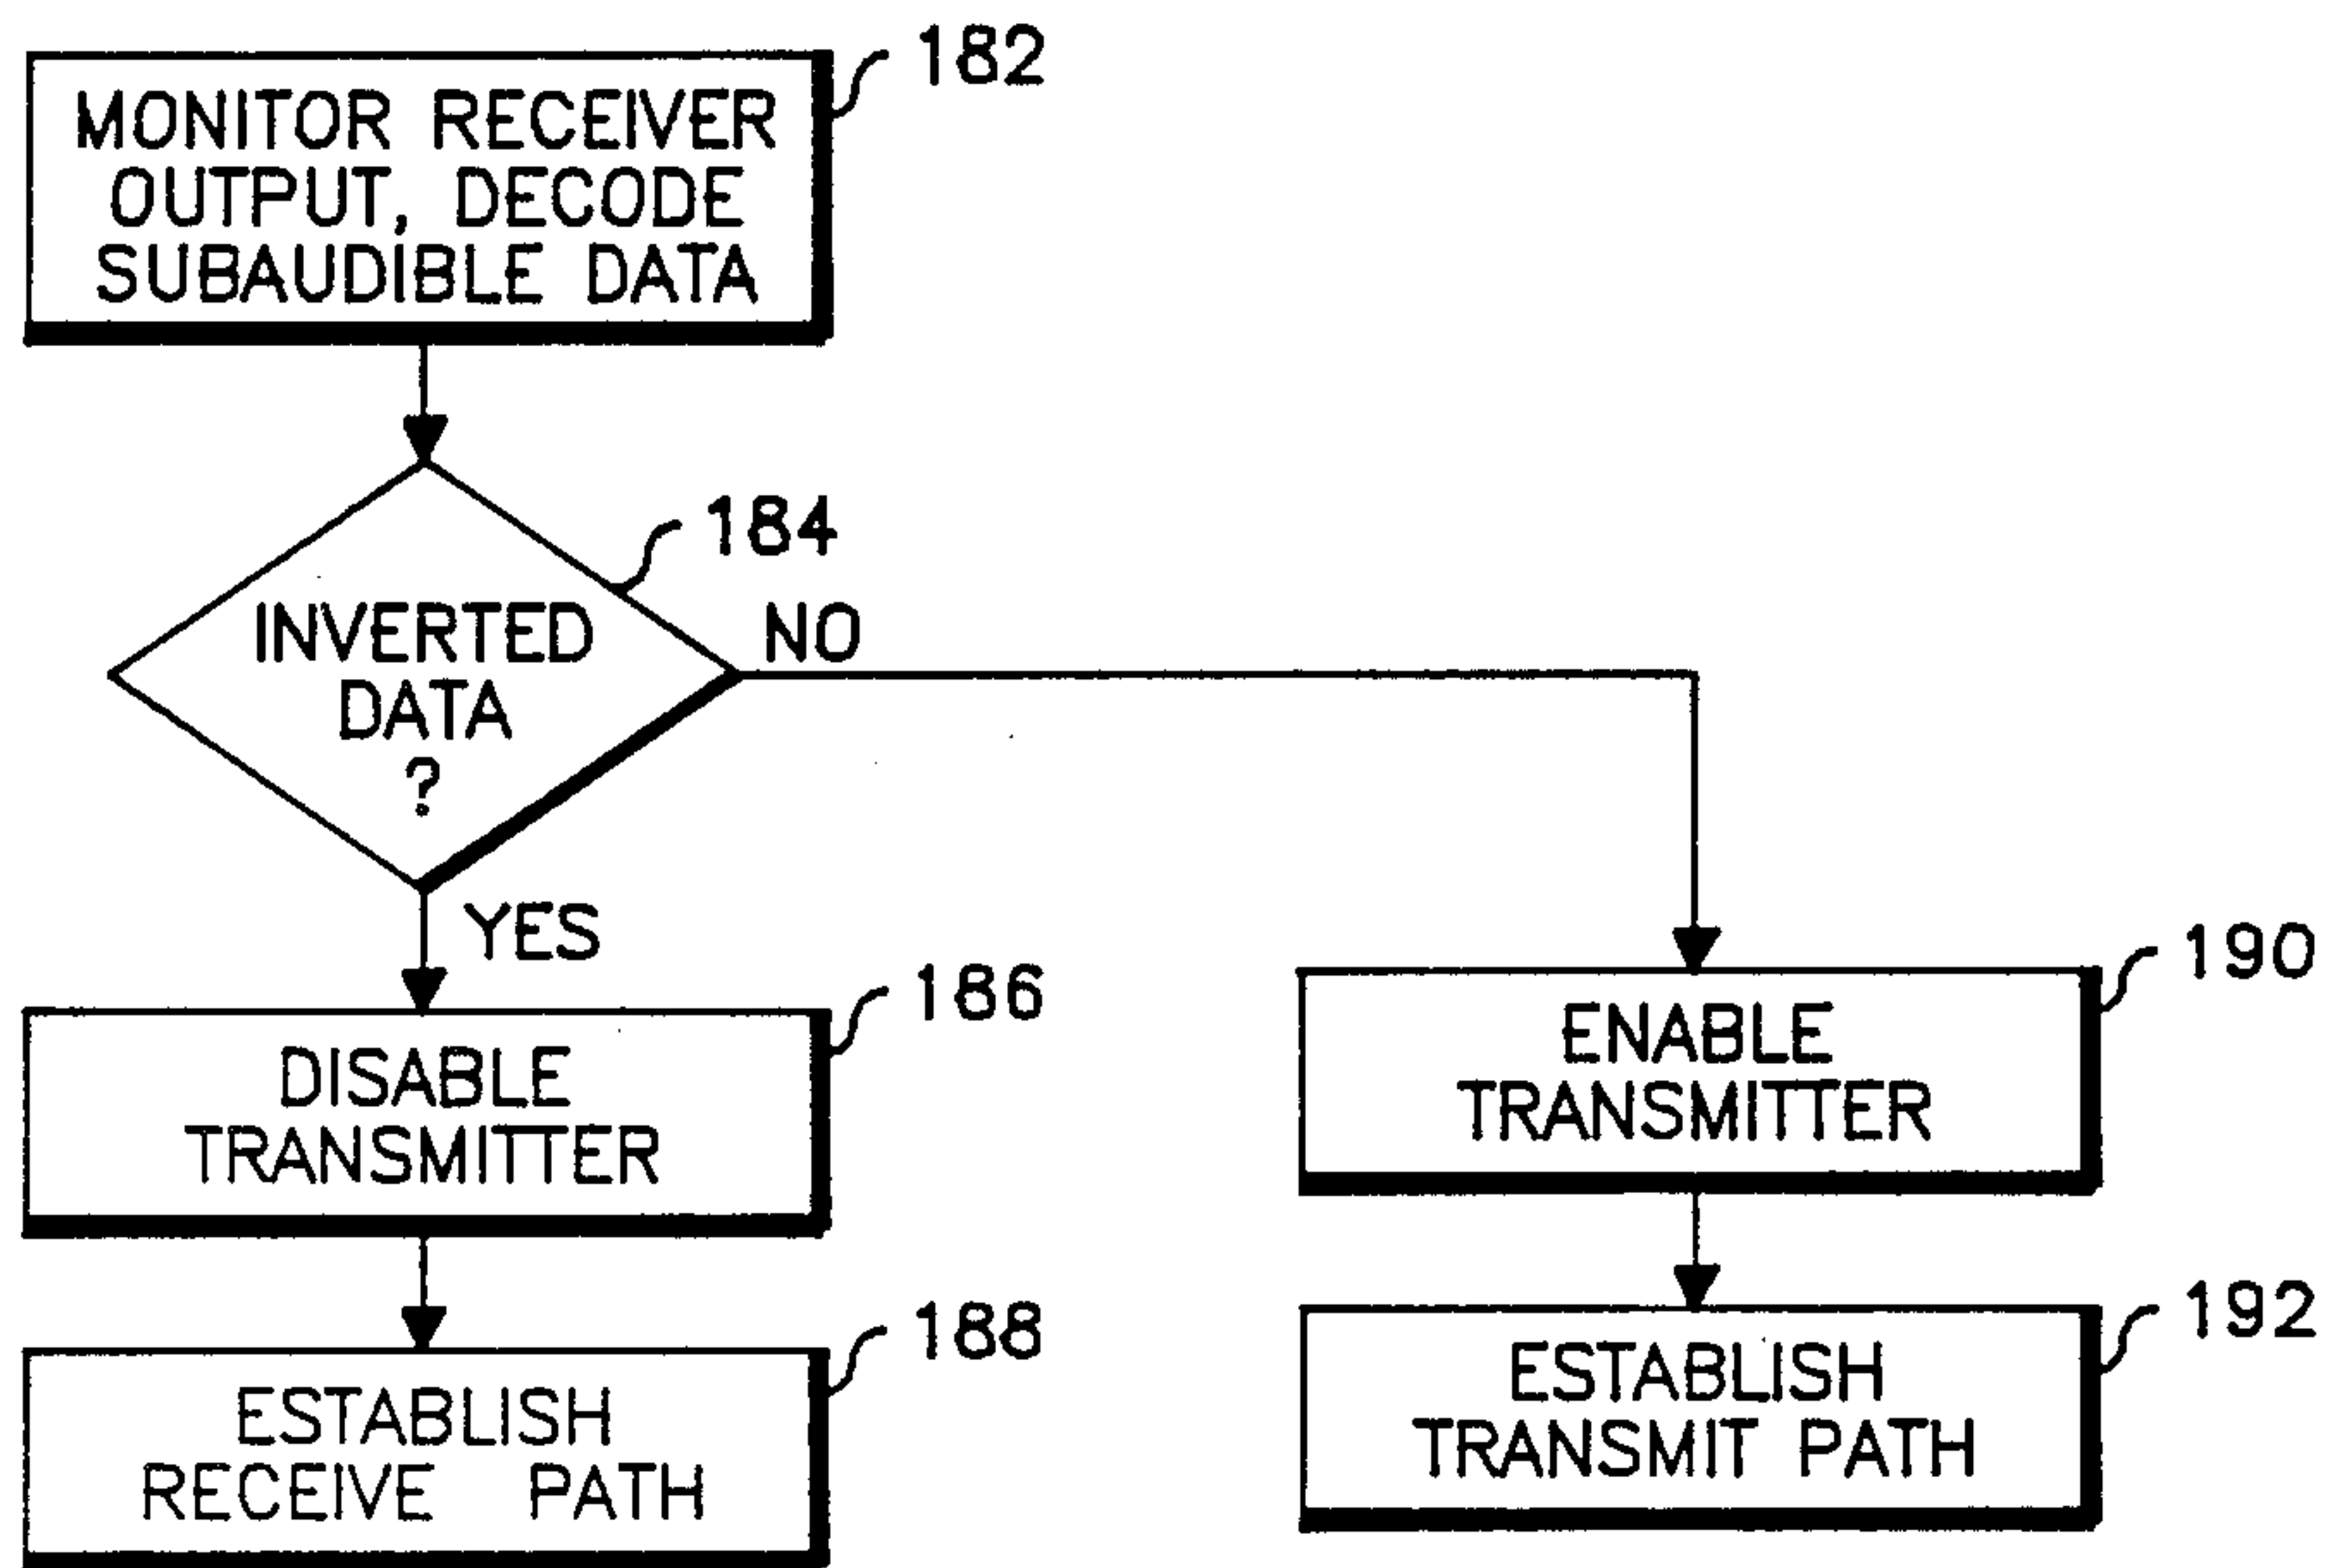 182
MONITOR RECEIVER
OUTPUT, DECODE
SUBAUDIBLE DATA
184
INVERTED
DATA
?
NO
YES
186
DISABLE
TRANSMITTER
188
ESTABLISH
RECEIVE PATH
190
ENABLE
TRANSMITTER
192
ESTABLISH
TRANSMIT PATH